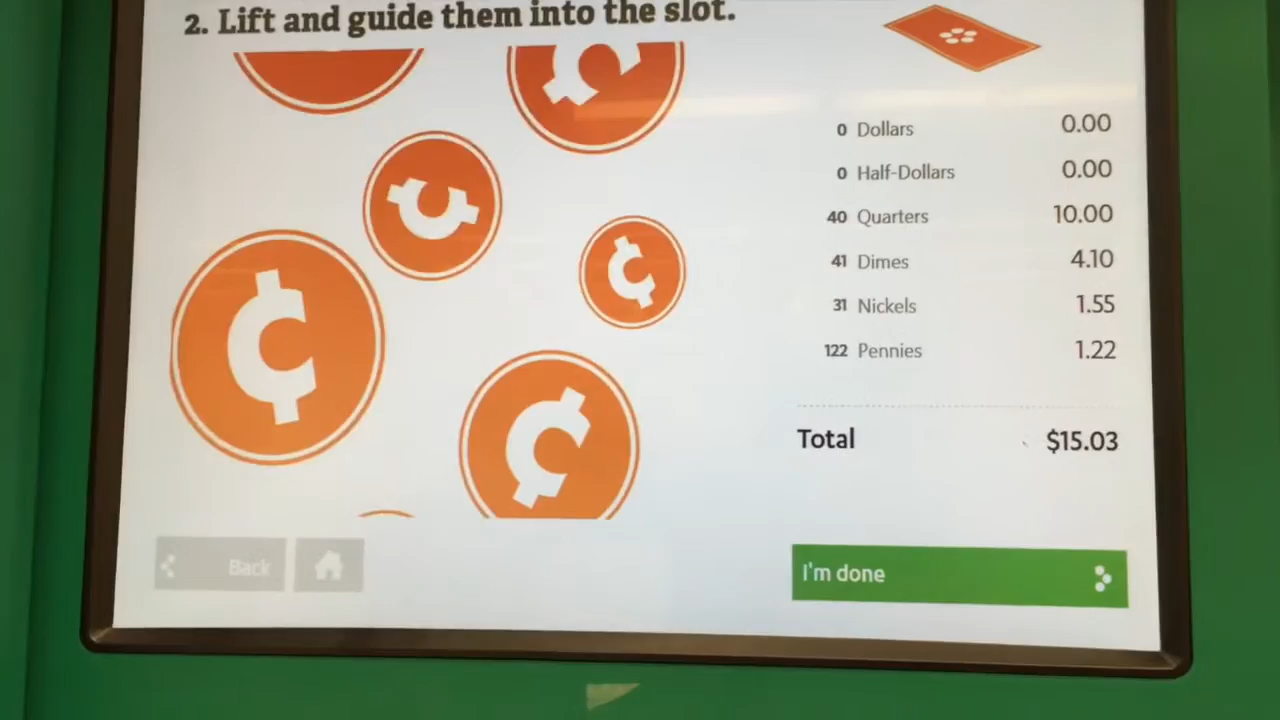 2. Lift and guide them into the slot.
0 Dollars 0.00
0 Half-Dollars 0.00
40 Quarters 10.00
41 Dimes 4.10
31 Nickels 1.55
122 Pennies 1.22
Total $15.03
Back
I'm done